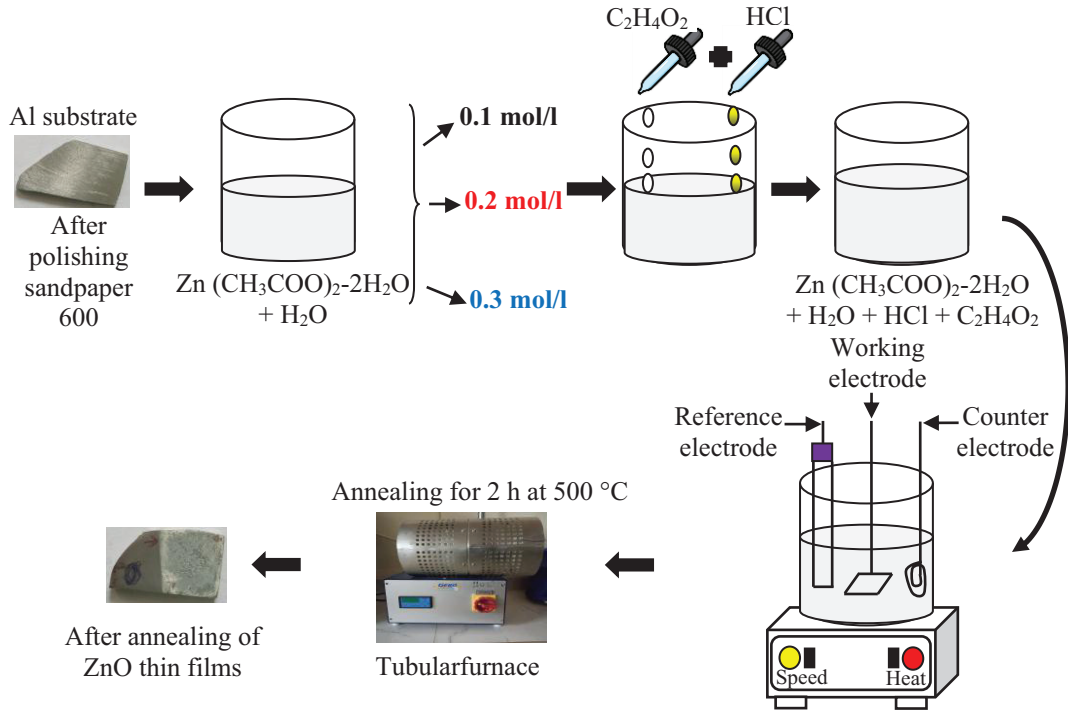 C₂H₄O₂
HCl
Al substrate
After
polishing
sandpaper
600
Zn (CH₃COO)₂-2H₂O
+ H₂O
0.1 mol/l
0.2 mol/l
0.3 mol/l
Zn (CH₃COO)₂-2H₂O
+ H₂O + HCl + C₂H₄O₂
Working
electrode
Reference
electrode
Counter
electrode
Speed
Heat
Annealing for 2 h at 500 °C
Tubularfurnace
After annealing of
ZnO thin films